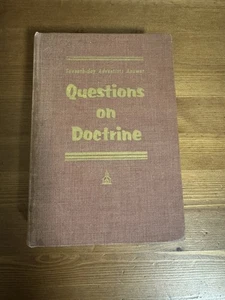 Seventh-day Adventists Answer
Questions
on
Doctrine